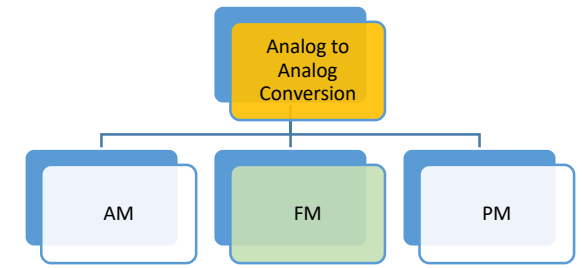 Analog to
Analog
Conversion
AM
FM
PM